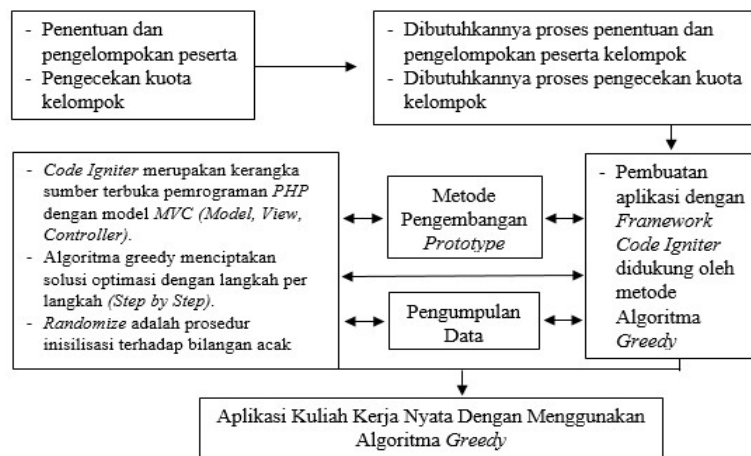 - Penentuan dan
pengelompokan peserta
- Pengecekan kuota
kelompok
- Dibutuhkannya proses penentuan dan
pengelompokan peserta kelompok
- Dibutuhkannya proses pengecekan kuota
kelompok
- Code Igniter merupakan kerangka
sumber terbuka pemrograman PHP
dengan model MVC (Model, View,
Controller).
- Algoritma greedy menciptakan
solusi optimasi dengan langkah per
langkah (Step by Step).
- Randomize adalah prosedur
inisilisasi terhadap bilangan acak
Metode
Pengembangan
Prototype
Pengumpulan
Data
- Pembuatan
aplikasi dengan
Framework
Code Igniter
didukung oleh
metode
Algoritma
Greedy
Aplikasi Kuliah Kerja Nyata Dengan Menggunakan
Algoritma Greedy